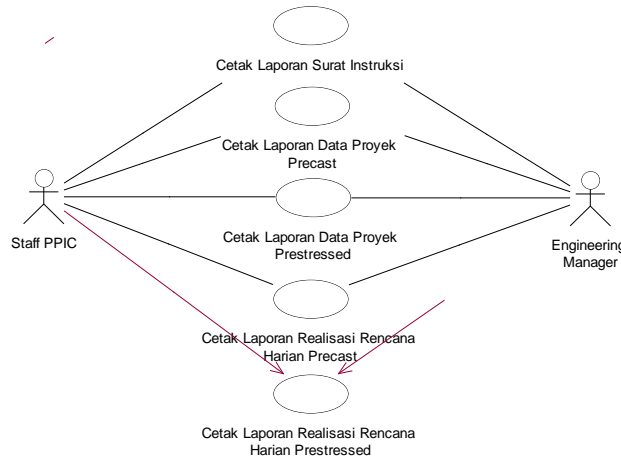 Cetak Laporan Surat Instruksi
Cetak Laporan Data Proyek
Precast
Staff PPIC
Cetak Laporan Data Proyek
Prestressed
Engineering
Manager
Cetak Laporan Realisasi Rencana
Harian Precast
Cetak Laporan Realisasi Rencana
Harian Prestressed